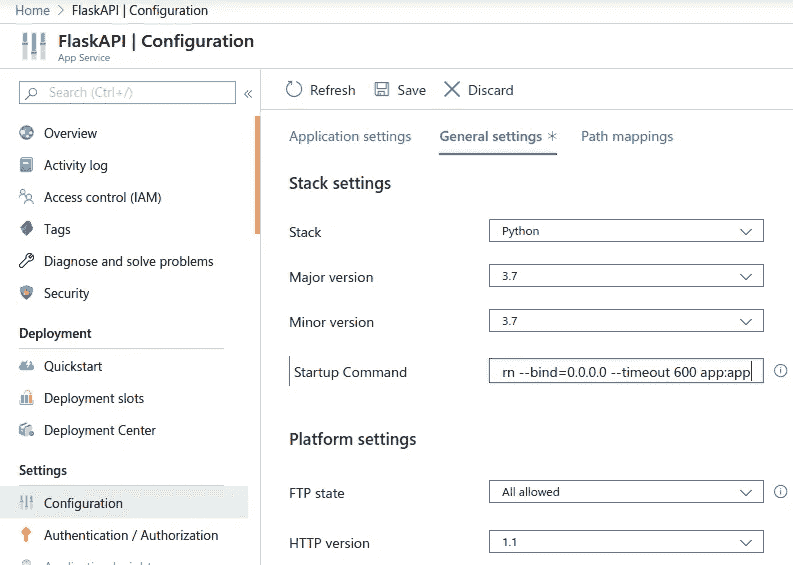 Home > FlaskAPI | Configuration
FlaskAPI | Configuration
App Service
Search (Ctrl+/)
«
Overview
Activity log
Access control (IAM)
Tags
Diagnose and solve problems
Security
Deployment
Quickstart
Deployment slots
Deployment Center
Settings
Configuration
Authentication / Authorization
Refresh Save Discard
Application settings General settings * Path mappings
Stack settings
Stack Python
Major version 3.7
Minor version 3.7
Startup Command rn --bind=0.0.0.0 --timeout 600 app:app
Platform settings
FTP state All allowed
HTTP version 1.1